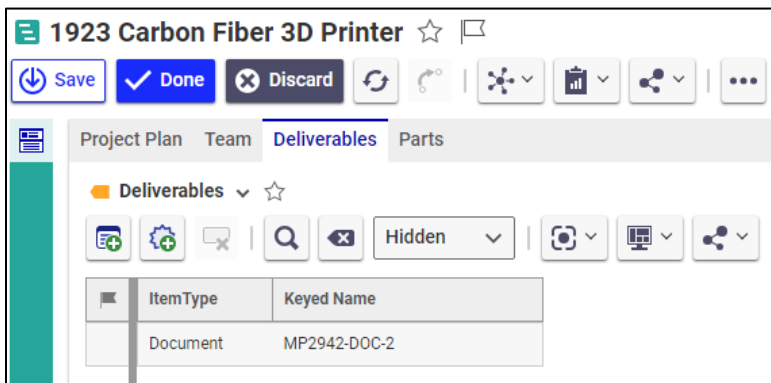 1923 Carbon Fiber 3D Printer
Save Done Discard
Project Plan Team Deliverables Parts
Deliverables
Hidden
ItemType Keyed Name
Document MP2942-DOC-2